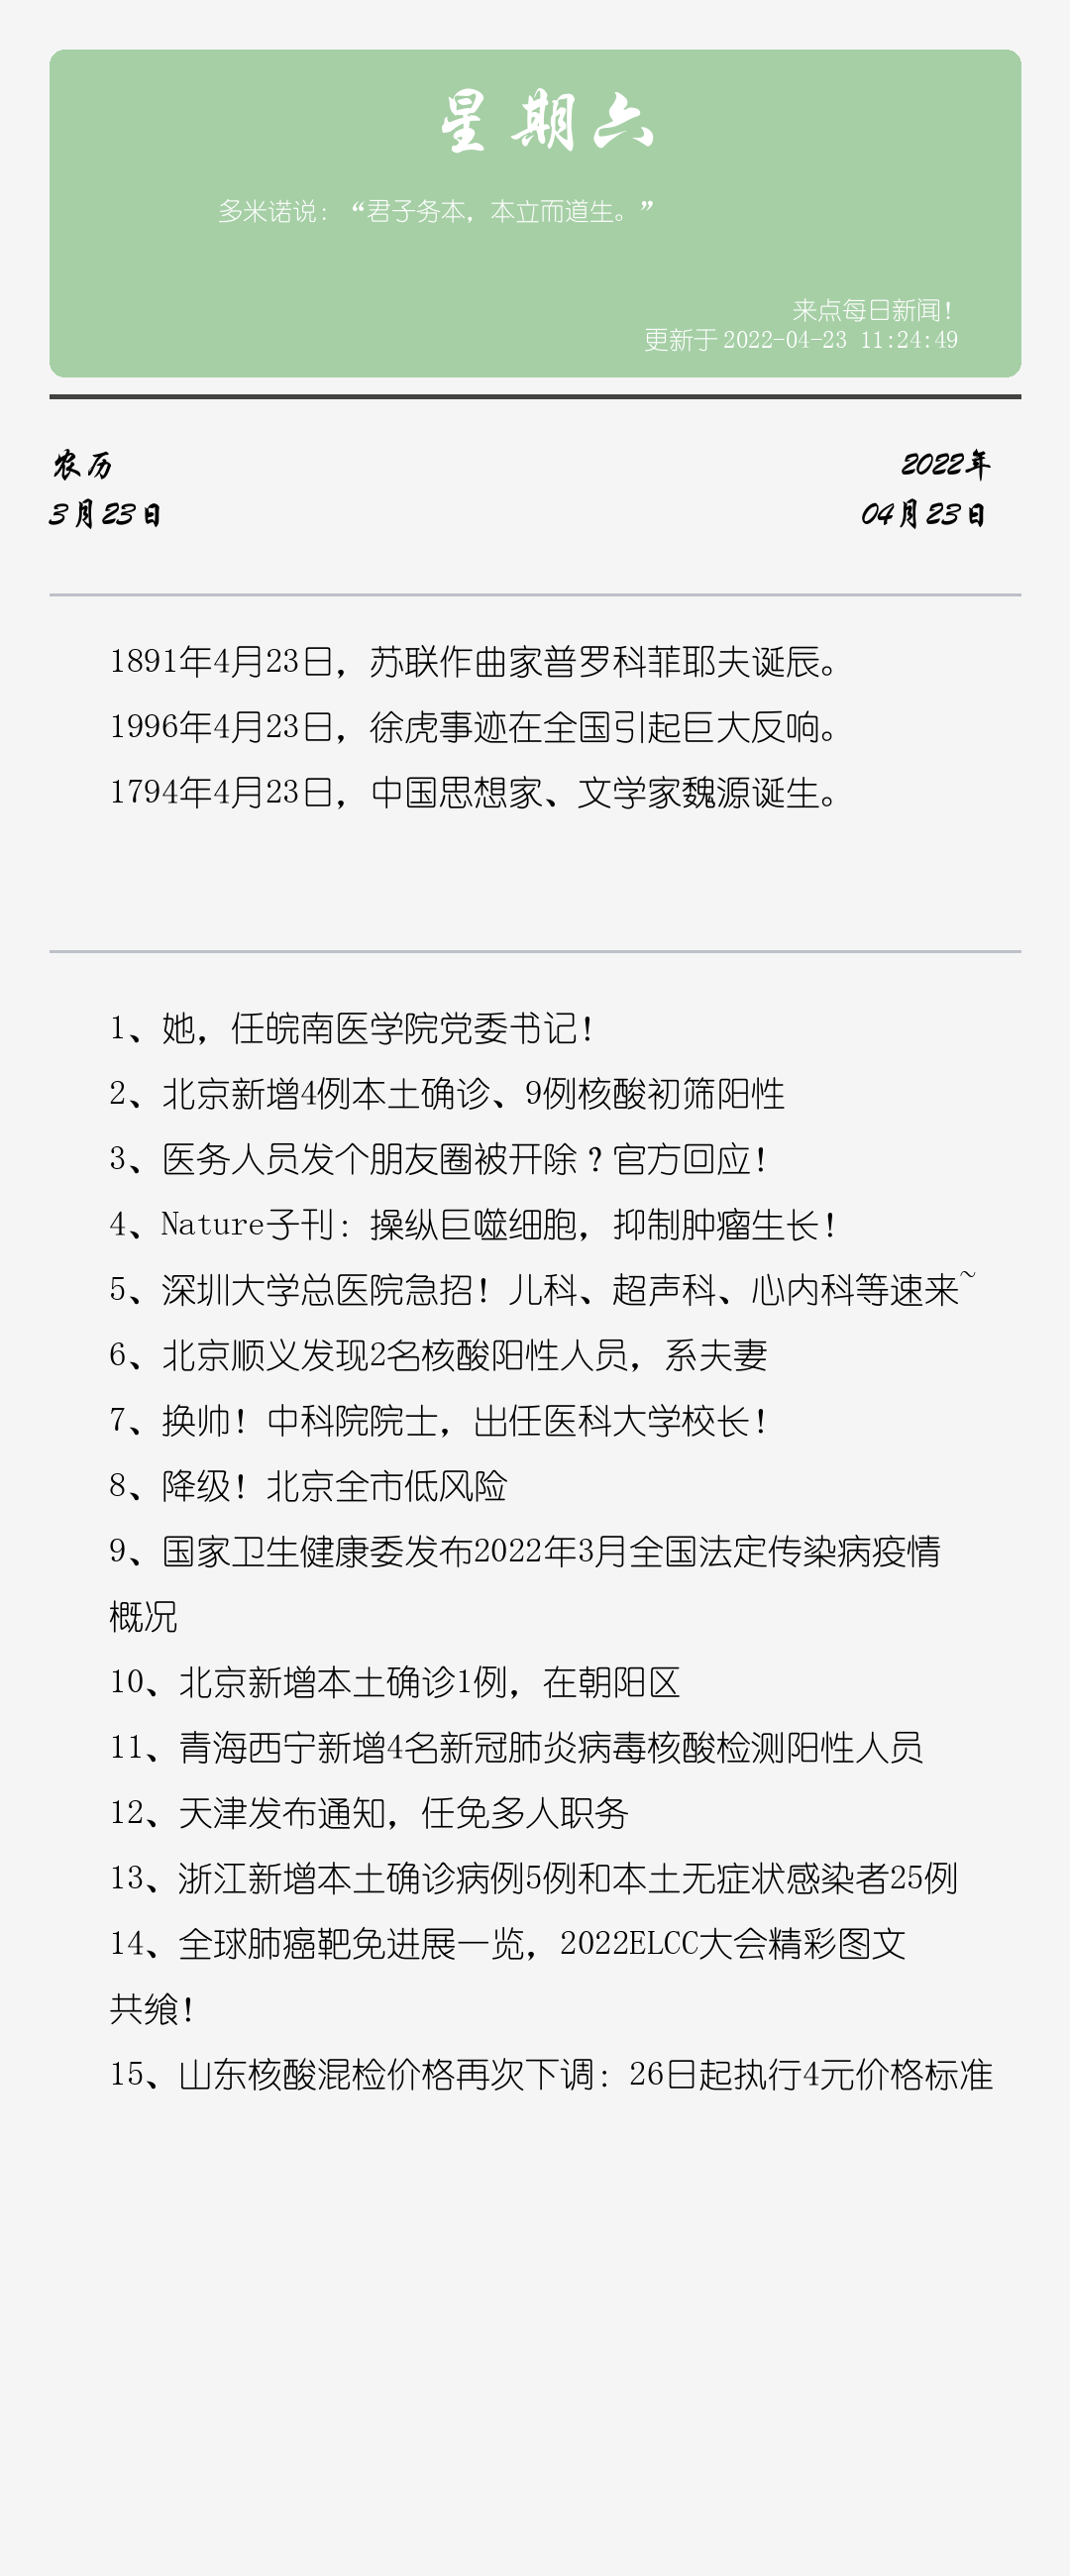 星期六
多米诺说：“君子务本，本立而道生。”
来点每日新闻！
更新于 2022-04-23 11:24:49
农历
2022年
3月23日
04月23日
1891年4月23日，苏联作曲家普罗科菲耶夫诞辰。
1996年4月23日，徐虎事迹在全国引起巨大反响。
1794年4月23日，中国思想家、文学家魏源诞生。
1、她，任皖南医学院党委书记！
2、北京新增4例本土确诊、9例核酸初筛阳性
3、医务人员发个朋友圈被开除？官方回应！
4、Nature子刊：操纵巨噬细胞，抑制肿瘤生长！
5、深圳大学总医院急招！儿科、超声科、心内科等速来~
6、北京顺义发现2名核酸阳性人员，系夫妻
7、换帅！中科院院士，出任医科大学校长！
8、降级！北京全市低风险
9、国家卫生健康委发布2022年3月全国法定传染病疫情
概况
10、北京新增本土确诊1例，在朝阳区
11、青海西宁新增4名新冠肺炎病毒核酸检测阳性人员
12、天津发布通知，任免多人职务
13、浙江新增本土确诊病例5例和本土无症状感染者25例
14、全球肺癌靶免进展一览，2022ELCC大会精彩图文
共飨！
15、山东核酸混检价格再次下调：26日起执行4元价格标准